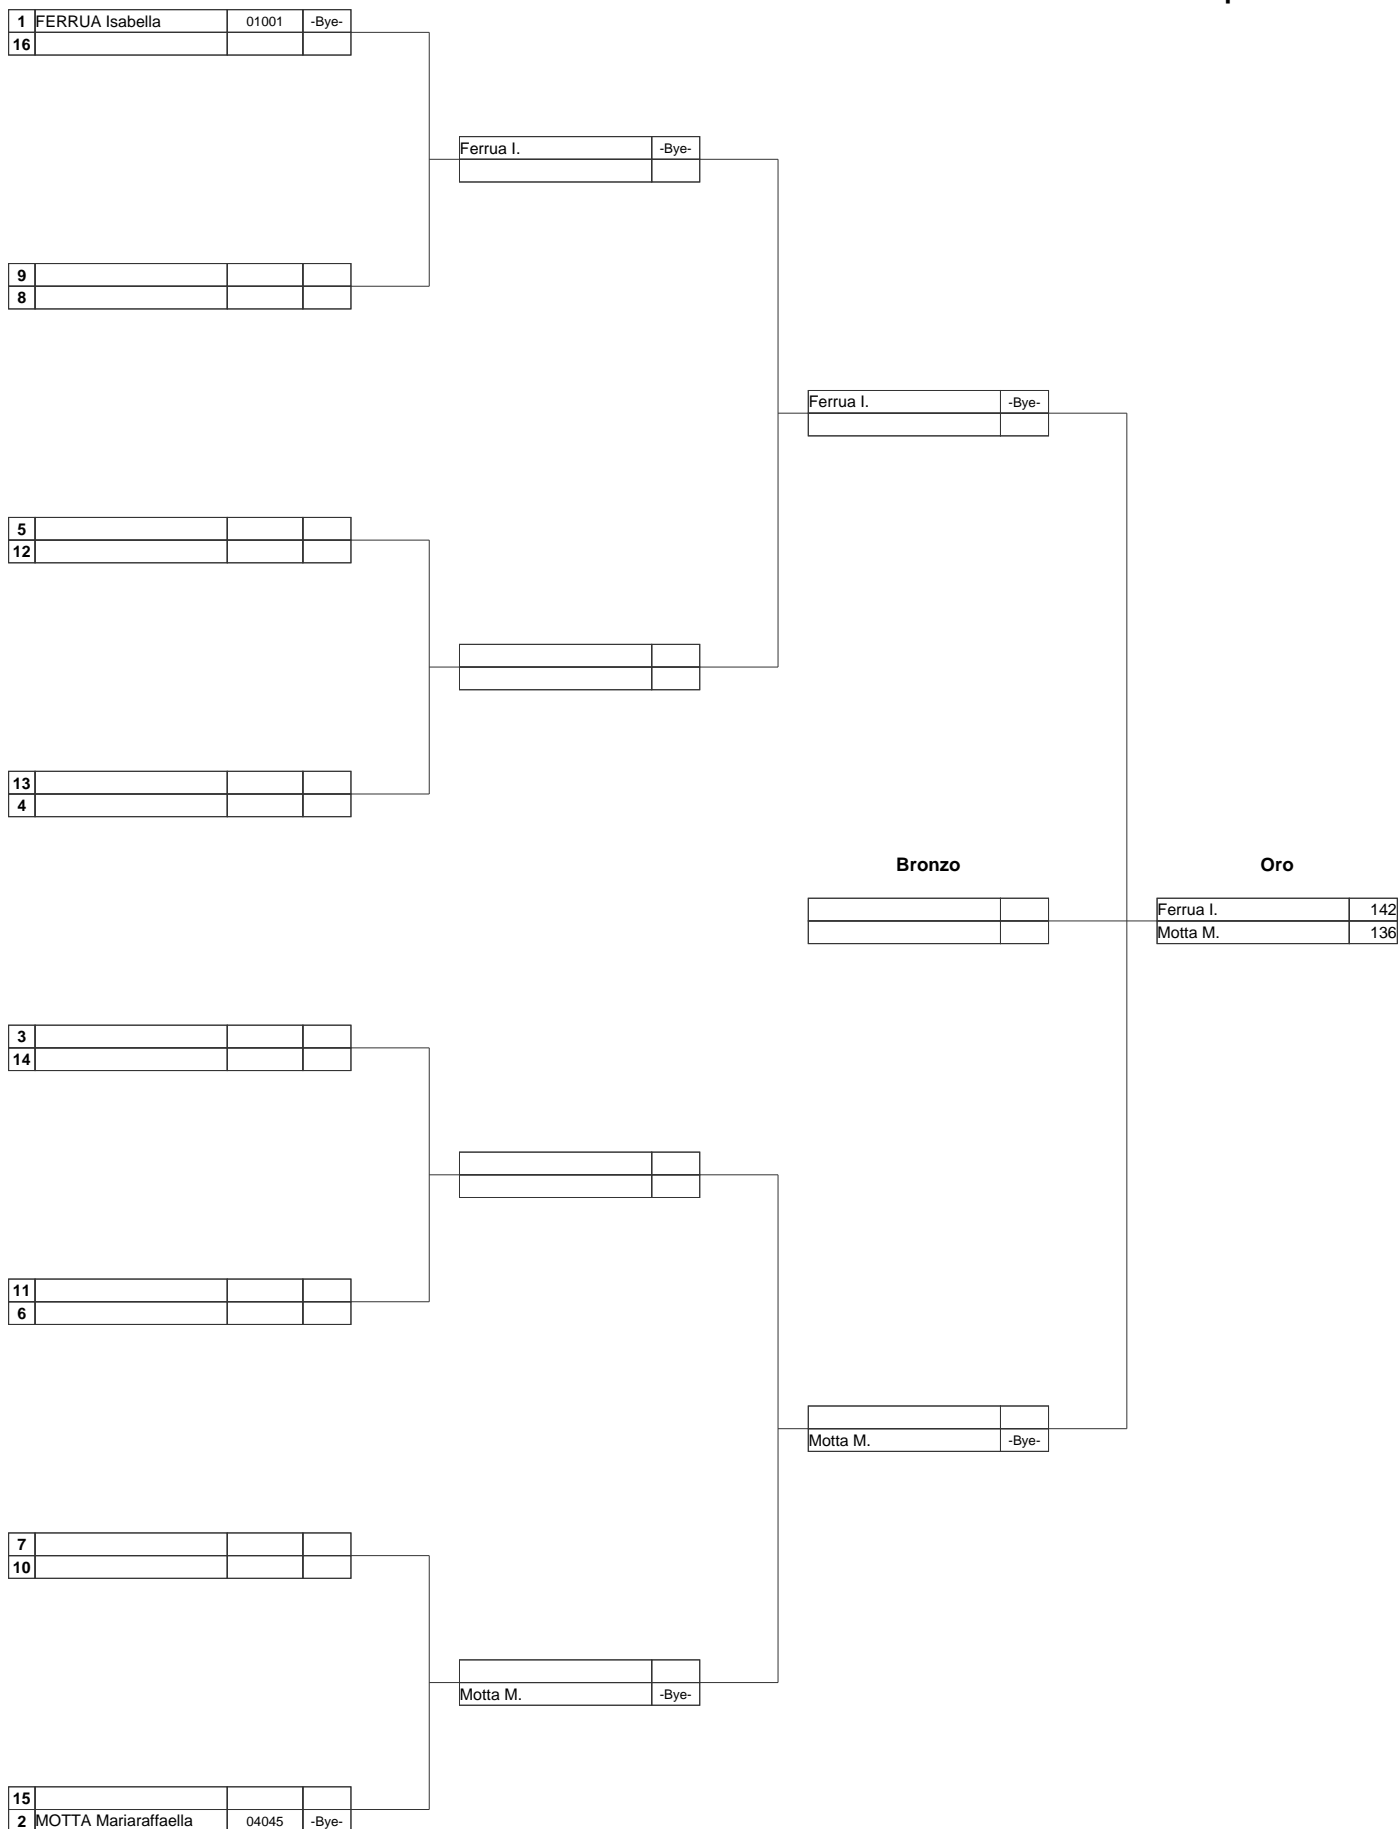 1 FERRUA Isabella 01001 -Bye-
16
Ferrua I. -Bye-
9
8
Ferrua I. -Bye-
5
12
13
4
Bronzo Oro
Ferrua I. 142
Motta M. 136
3
14
11
6
Motta M. -Bye-
7
10
Motta M. -Bye-
15
2 MOTTA Mariaraffaella 04045 -Bye-